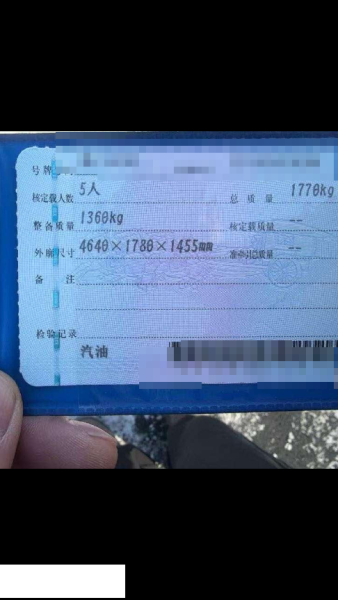 号牌
核定载人数 5人 总质量 1770kg
整备质量 1360kg 核定载质量 --
外廓尺寸 4640×1780×1455mm 准牵引总质量 --
备注
检验记录
汽油